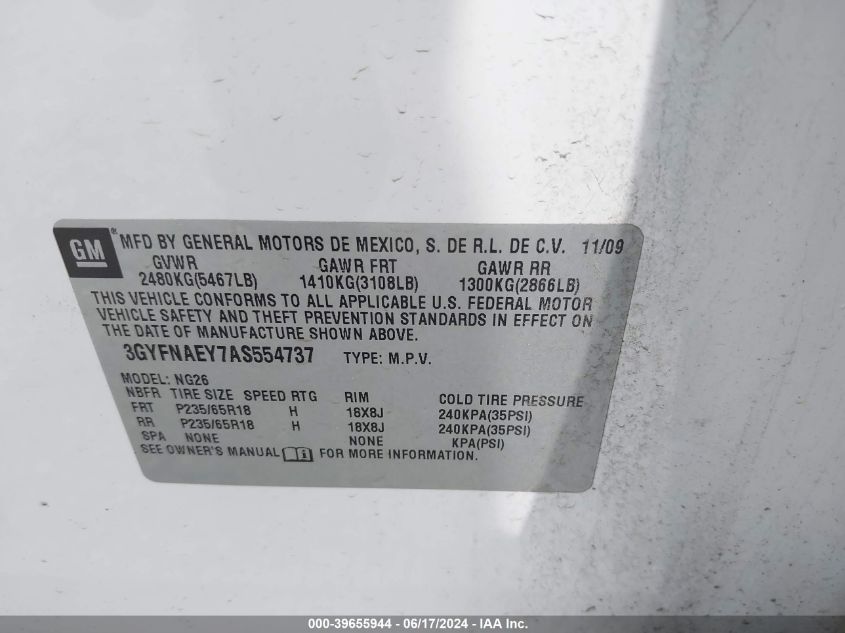 GM ® MFD BY GENERAL MOTORS DE MEXICO, S. DE R.L. DE C.V. 11/09
GVWR GAWR FRT GAWR RR
2480KG(5467LB) 1410KG(3108LB) 1300KG(2866LB)
THIS VEHICLE CONFORMS TO ALL APPLICABLE U.S. FEDERAL MOTOR
VEHICLE SAFETY AND THEFT PREVENTION STANDARDS IN EFFECT ON
THE DATE OF MANUFACTURE SHOWN ABOVE.
3GYFNAEY7AS554737 TYPE: M.P.V.
MODEL: NG26
NBFR TIRE SIZE SPEED RTG RIM COLD TIRE PRESSURE
FRT P235/65R18 H 18X8J 240KPA(35PSI)
RR P235/65R18 H 18X8J 240KPA(35PSI)
SPA NONE NONE KPA(PSI)
SEE OWNER'S MANUAL i FOR MORE INFORMATION.
000-39655944 - 06/17/2024 - IAA Inc.